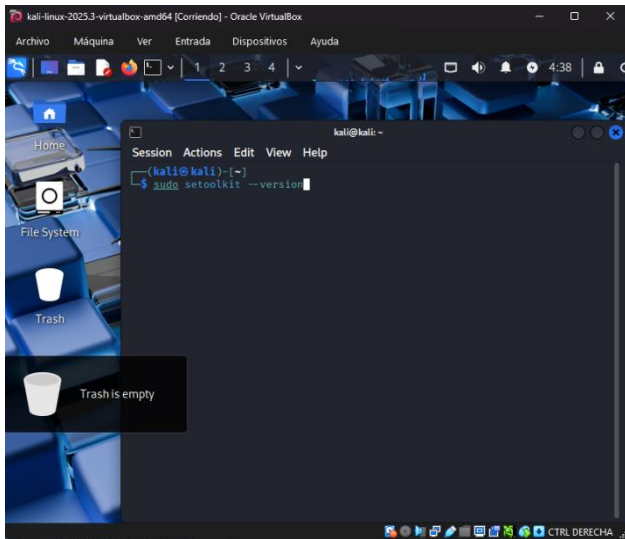 kali-linux-2025.3-virtualbox-amd64 [Corriendo] - Oracle VirtualBox
Archivo Máquina Ver Entrada Dispositivos Ayuda
1 2 3 4 4:38
kali@kali: ~
Session Actions Edit View Help
(kali㉿kali)-[~]
$ sudo setoolkit --version
Home
File System
Trash
Trash is empty
CTRL DERECHA